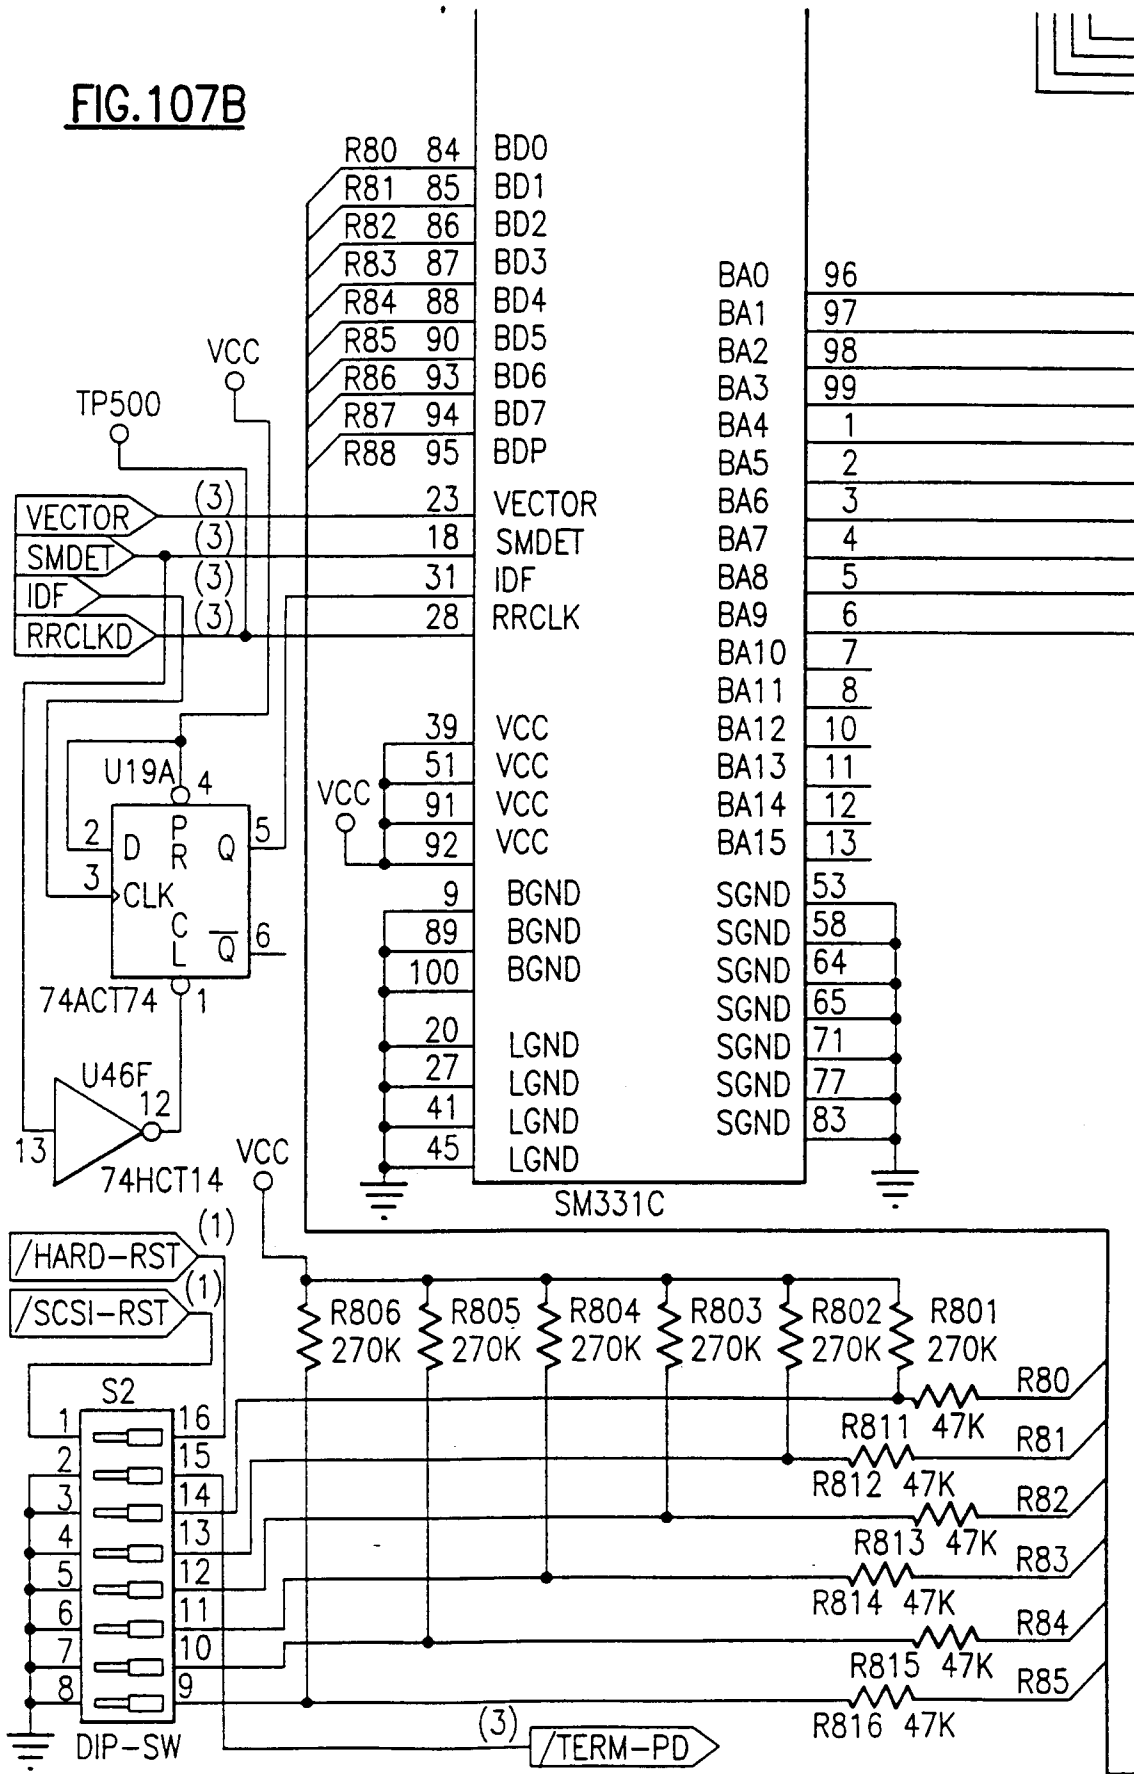 FIG.107B
R80 84 BD0
R81 85 BD1
R82 86 BD2
R83 87 BD3
R84 88 BD4
R85 90 BD5
R86 93 BD6
R87 94 BD7
R88 95 BDP
BA0 96
BA1 97
BA2 98
BA3 99
BA4 1
BA5 2
BA6 3
BA7 4
BA8 5
BA9 6
BA10 7
BA11 8
BA12 10
BA13 11
BA14 12
BA15 13
VCC
TP500
VECTOR (3) 23 VECTOR
SMDET (3) 18 SMDET
IDF (3) 31 IDF
RRCLKD (3) 28 RRCLK
39 VCC
51 VCC
91 VCC
92 VCC
VCC
9 BGND
89 BGND
100 BGND
20 LGND
27 LGND
41 LGND
45 LGND
SGND 53
SGND 58
SGND 64
SGND 65
SGND 71
SGND 77
SGND 83
SM331C
U19A 4
2 D PR Q 5
3 CLK
CL Q 6
74ACT74 1
U46F
13 12
74HCT14
VCC
/HARD-RST (1)
/SCSI-RST (1)
R806 R805 R804 R803 R802 R801
270K 270K 270K 270K 270K 270K
S2
1 16
2 15
3 14
4 13
5 12
6 11
7 10
8 9
DIP-SW
R80
R811 47K
R81
R812 47K
R82
R813 47K
R83
R814 47K
R84
R815 47K
R85
R816 47K
(3) /TERM-PD